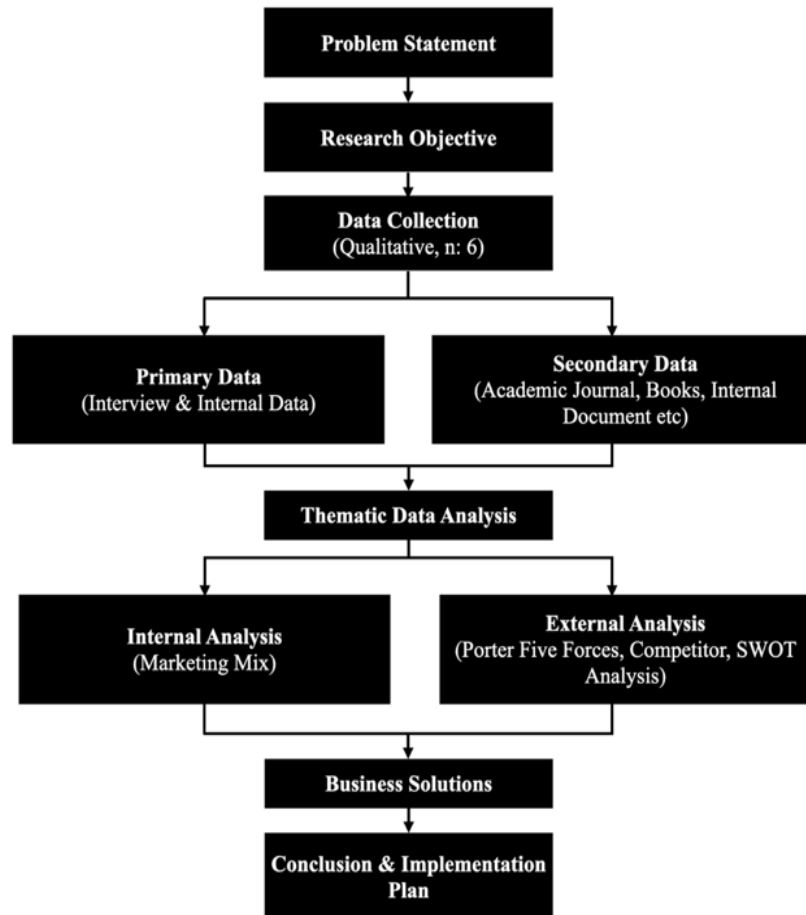 Problem Statement
Research Objective
Data Collection
(Qualitative, n: 6)
Primary Data
(Interview & Internal Data)
Secondary Data
(Academic Journal, Books, Internal
Document etc)
Thematic Data Analysis
Internal Analysis
(Marketing Mix)
External Analysis
(Porter Five Forces, Competitor, SWOT
Analysis)
Business Solutions
Conclusion & Implementation
Plan